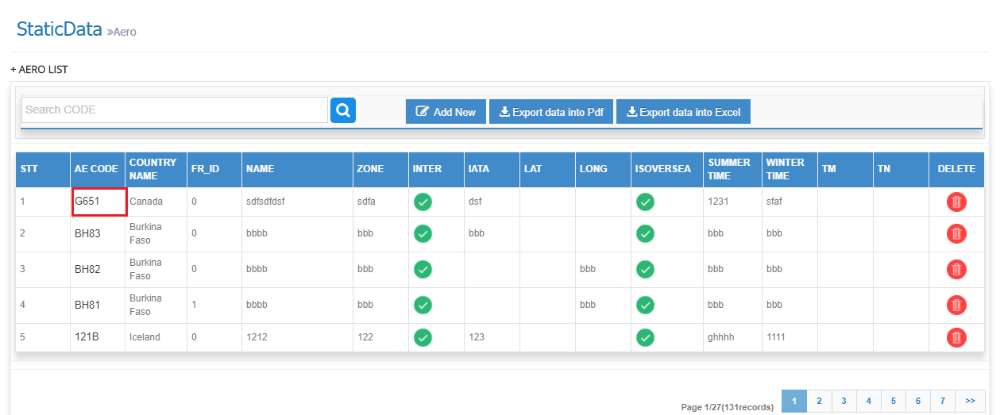 StaticData »Aero
+ AERO LIST
Search CODE
Add New
Export data into Pdf
Export data into Excel
STT AE CODE COUNTRY NAME FR_ID NAME ZONE INTER IATA LAT LONG ISOVERSEA SUMMER TIME WINTER TIME TM TN DELETE
1 G651 Canada 0 sdfsdfdsf sdfa dsf 1231 sfaf
2 BH83 Burkina Faso 0 bbbb bbb bbb bbb bbb
3 BH82 Burkina Faso 0 bbbb bbb bbb bbb bbb
4 BH81 Burkina Faso 1 bbbb bbb bbb bbb bbb
5 121B Iceland 0 1212 122 123 ghhhh 1111
Page 1/27(131records) 1 2 3 4 5 6 7 >>